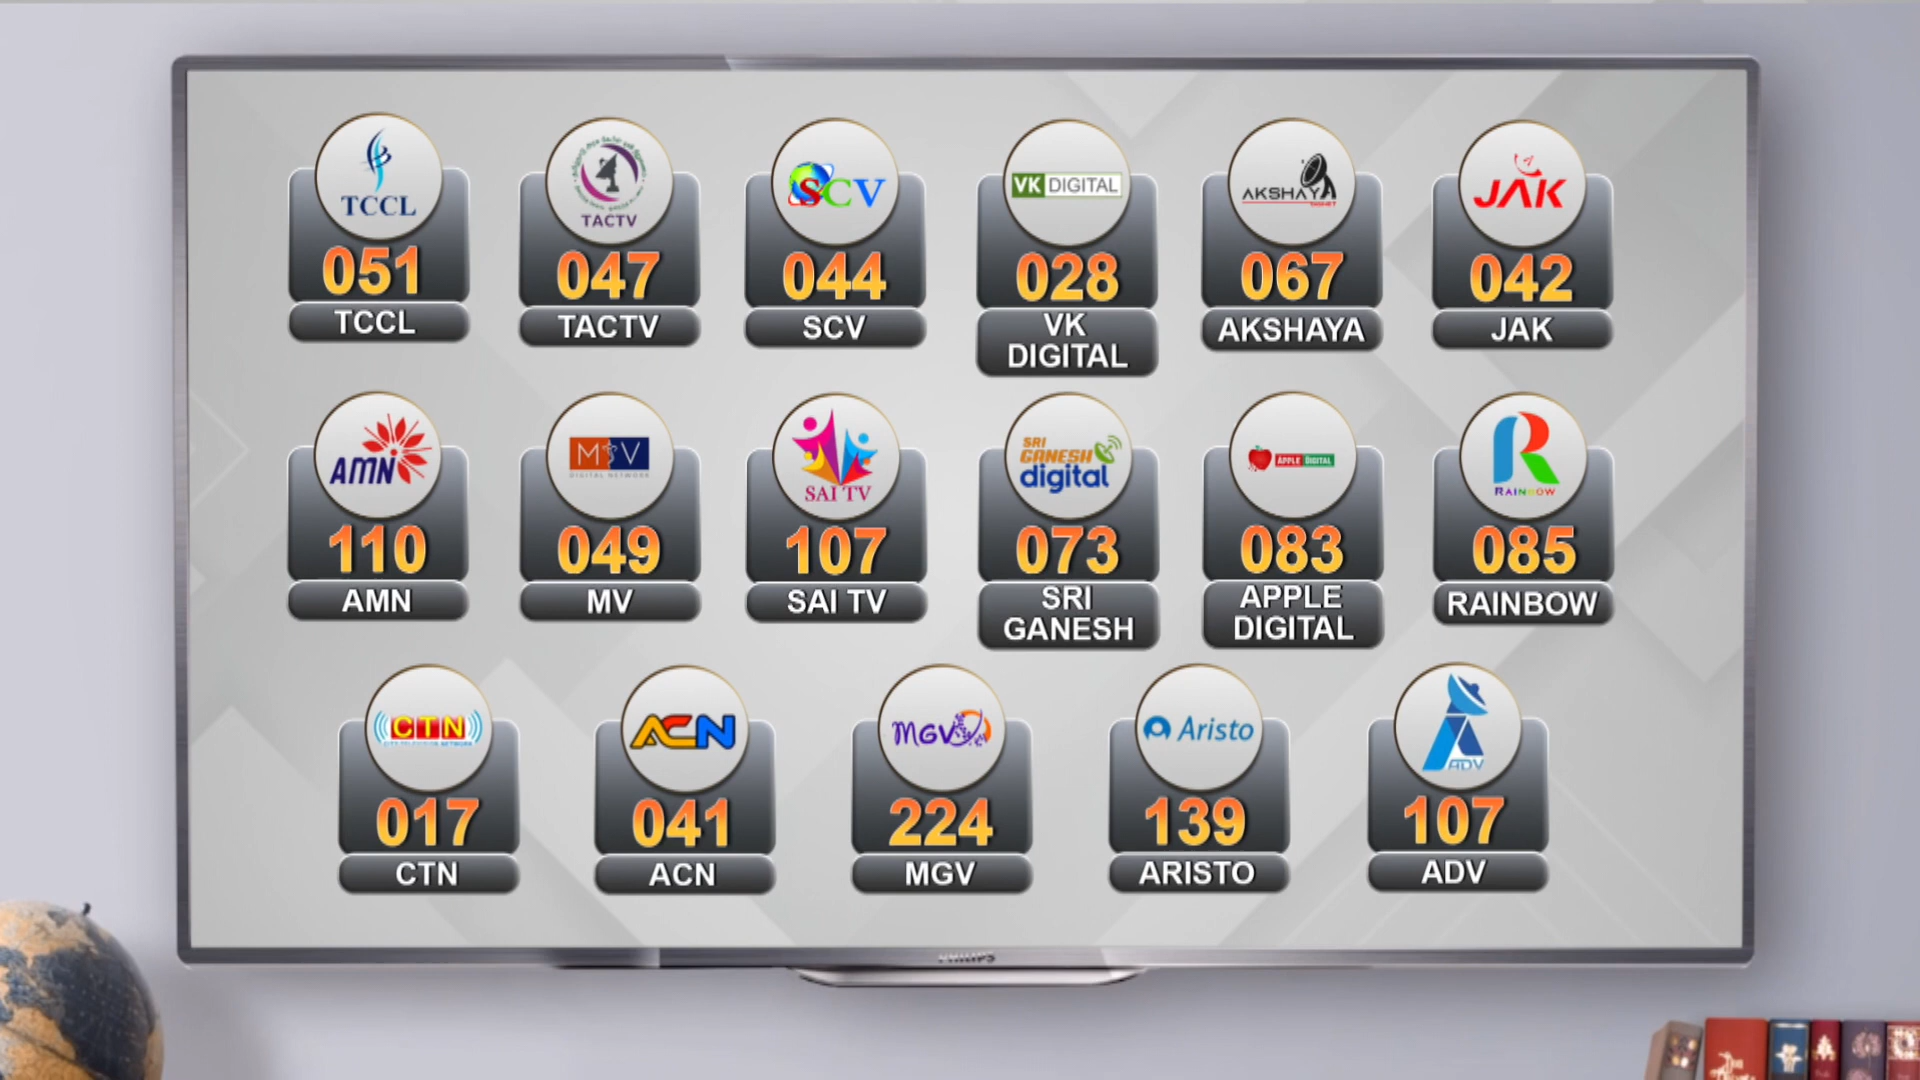 TCCL
051
TCCL
TACTV
047
TACTV
SCV
044
SCV
VK DIGITAL
028
VK
DIGITAL
AKSHAYA
067
AKSHAYA
JAK
042
JAK
AMN
110
AMN
MV
DIGITAL NETWORK
049
MV
SAI TV
107
SAI TV
SRI
GANESH
digital
073
SRI
GANESH
APPLE DIGITAL
083
APPLE
DIGITAL
RAINBOW
085
RAINBOW
CTN
017
CTN
ACN
041
ACN
MGV
224
MGV
Aristo
139
ARISTO
ADV
107
ADV
PHILIPS